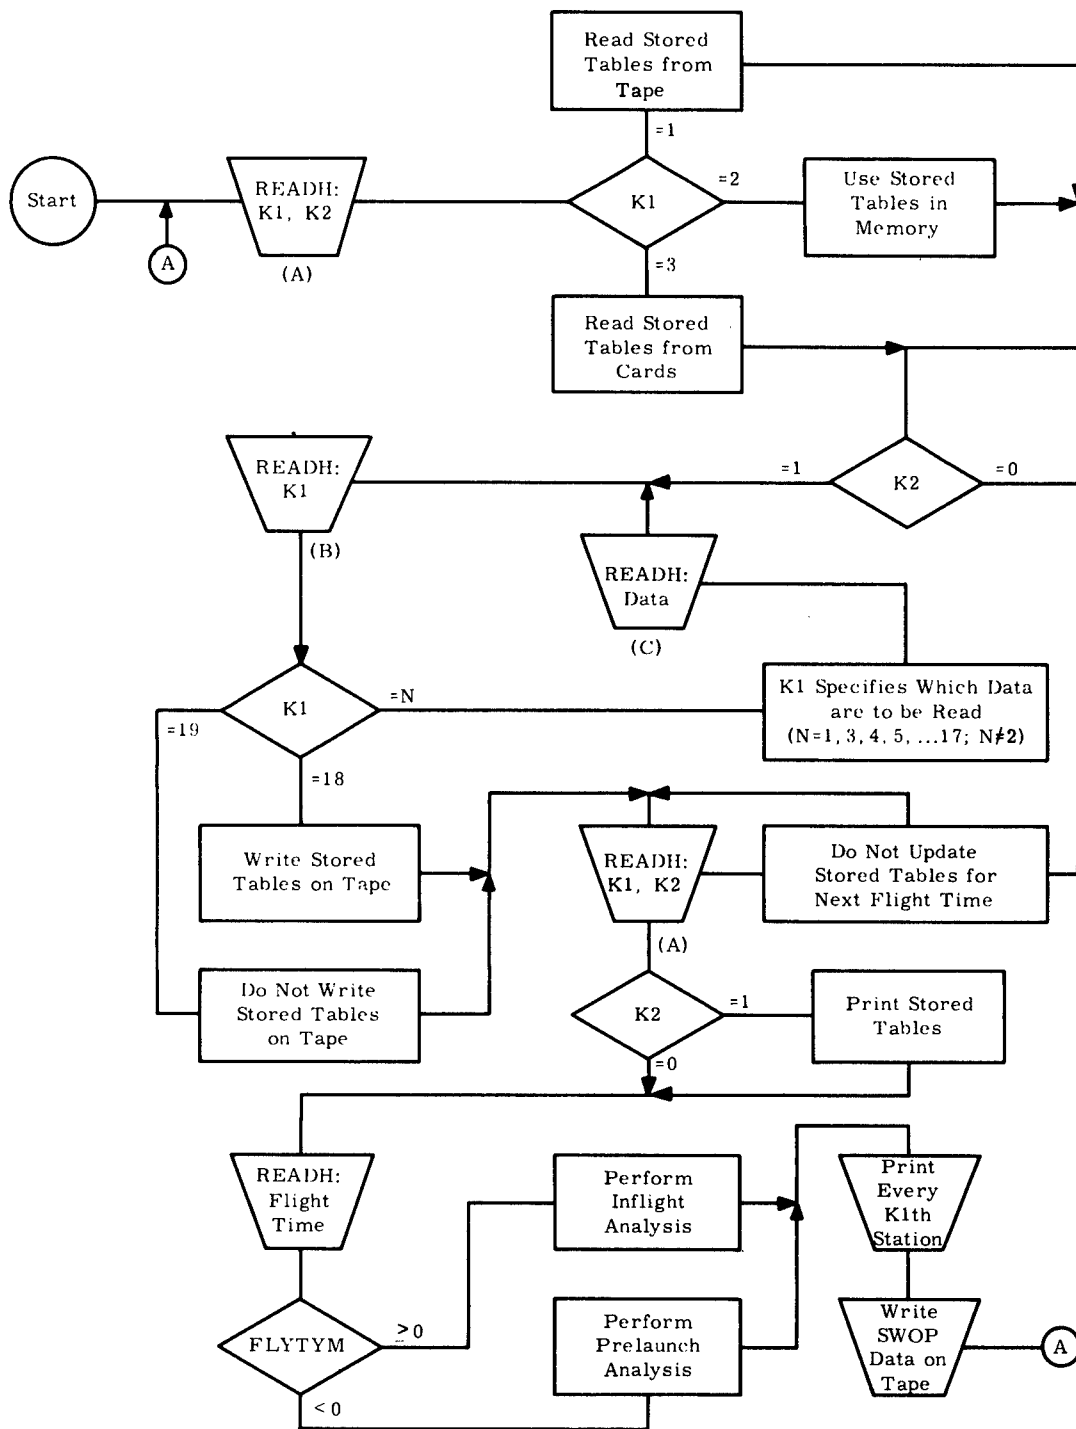 Read Stored
Tables from
Tape
=1
Start
READH:
K1, K2
(A)
A
K1
=2
Use Stored
Tables in
Memory
=3
Read Stored
Tables from
Cards
READH:
K1
(B)
=1
K2
=0
READH:
Data
(C)
K1
=N
K1 Specifies Which Data
are to be Read
(N=1, 3, 4, 5, ...17; N≠2)
=19
=18
Write Stored
Tables on Tape
READH:
K1, K2
(A)
Do Not Update
Stored Tables for
Next Flight Time
Do Not Write
Stored Tables
on Tape
K2
=1
Print Stored
Tables
=0
READH:
Flight
Time
Perform
Inflight
Analysis
Print
Every
K1th
Station
FLYTYM
≥0
<0
Perform
Prelaunch
Analysis
Write
SWOP
Data on
Tape
A